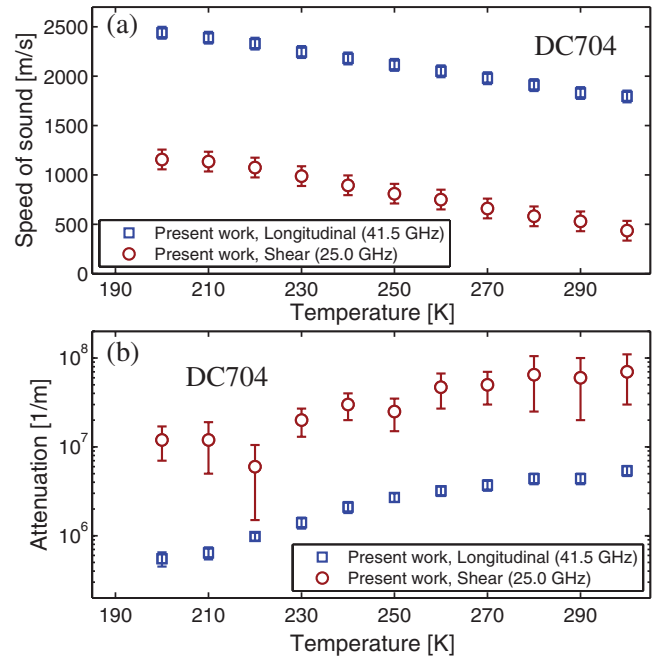 (a)
DC704
Speed of sound [m/s]
2500
2000
1500
1000
500
0
Present work, Longitudinal (41.5 GHz)
Present work, Shear (25.0 GHz)
190 210 230 250 270 290
Temperature [K]
(b)
DC704
Attenuation [1/m]
10^8
10^7
10^6
Present work, Longitudinal (41.5 GHz)
Present work, Shear (25.0 GHz)
190 210 230 250 270 290
Temperature [K]